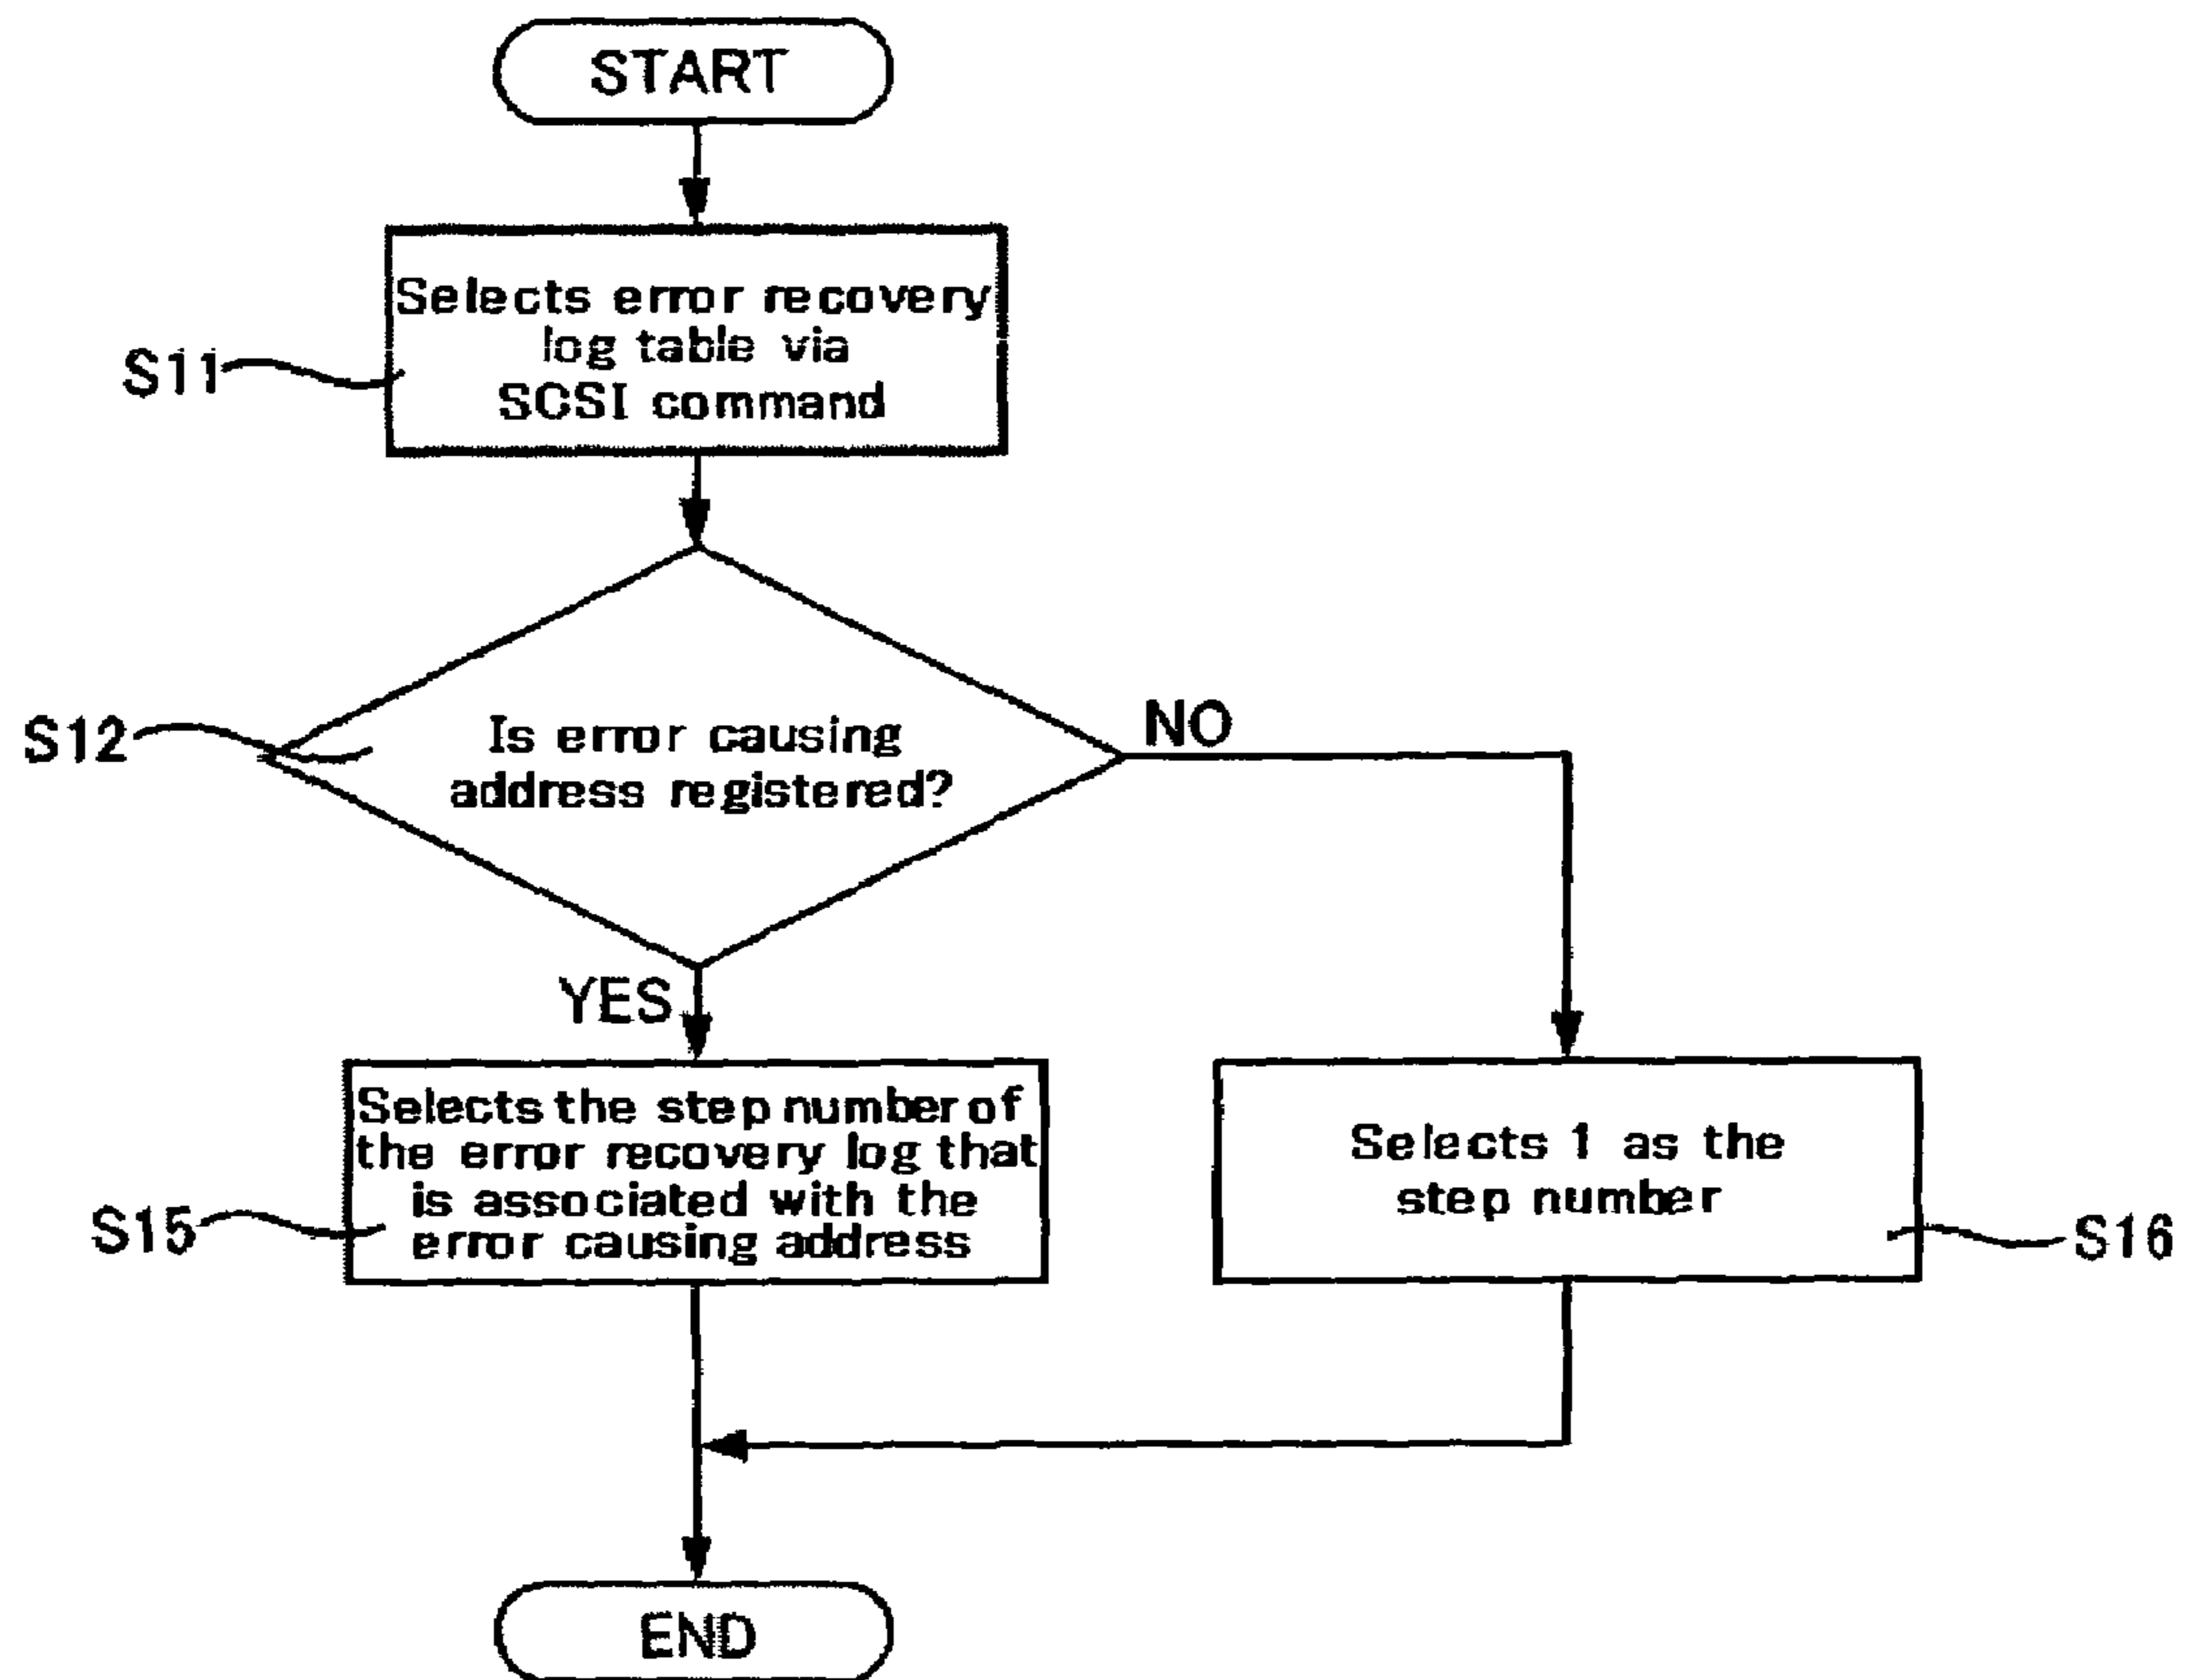 START
Selects error recovery
log table via
SCSI command
S11
Is error causing
address registered?
S12
NO
YES
Selects the step number of
the error recovery log that
is associated with the
error causing address
S15
Selects 1 as the
step number
S16
END